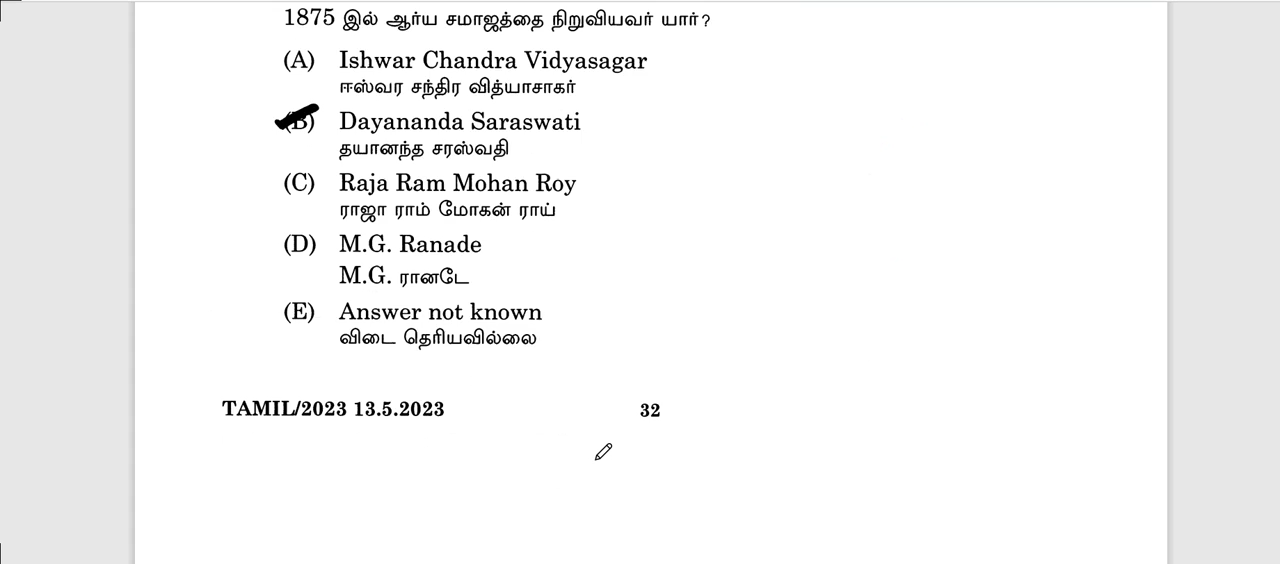 1875 இல் ஆர்ய சமாஜத்தை நிறுவியவர் யார்?
(A) Ishwar Chandra Vidyasagar
ஈஸ்வர சந்திர வித்யாசாகர்
(B) Dayananda Saraswati
தயானந்த சரஸ்வதி
(C) Raja Ram Mohan Roy
ராஜா ராம் மோகன் ராய்
(D) M.G. Ranade
M.G. ரானடே
(E) Answer not known
விடை தெரியவில்லை
TAMIL/2023 13.5.2023 32